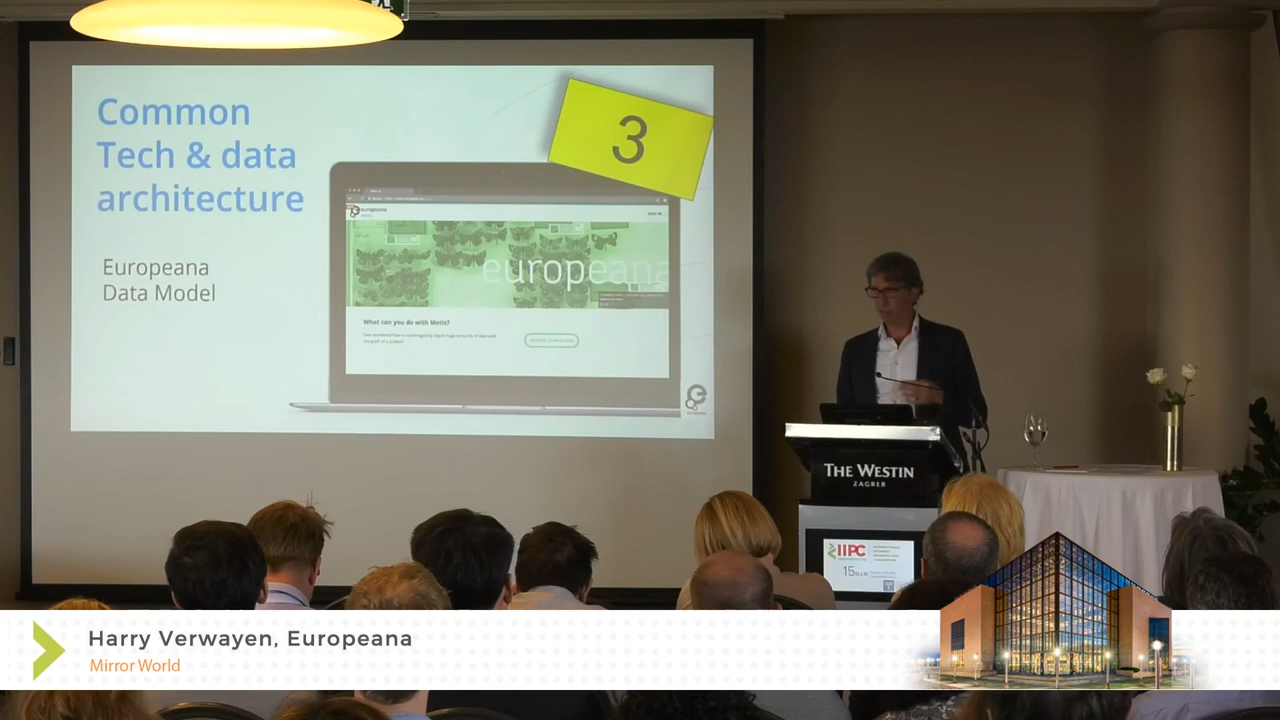 Common
Tech & data
architecture
3
Europeana
Data Model
europeana
europeana
What can you do with Metis?
THE WESTIN
ZAGREB
IIPC
15
Harry Verwayen, Europeana
Mirror World